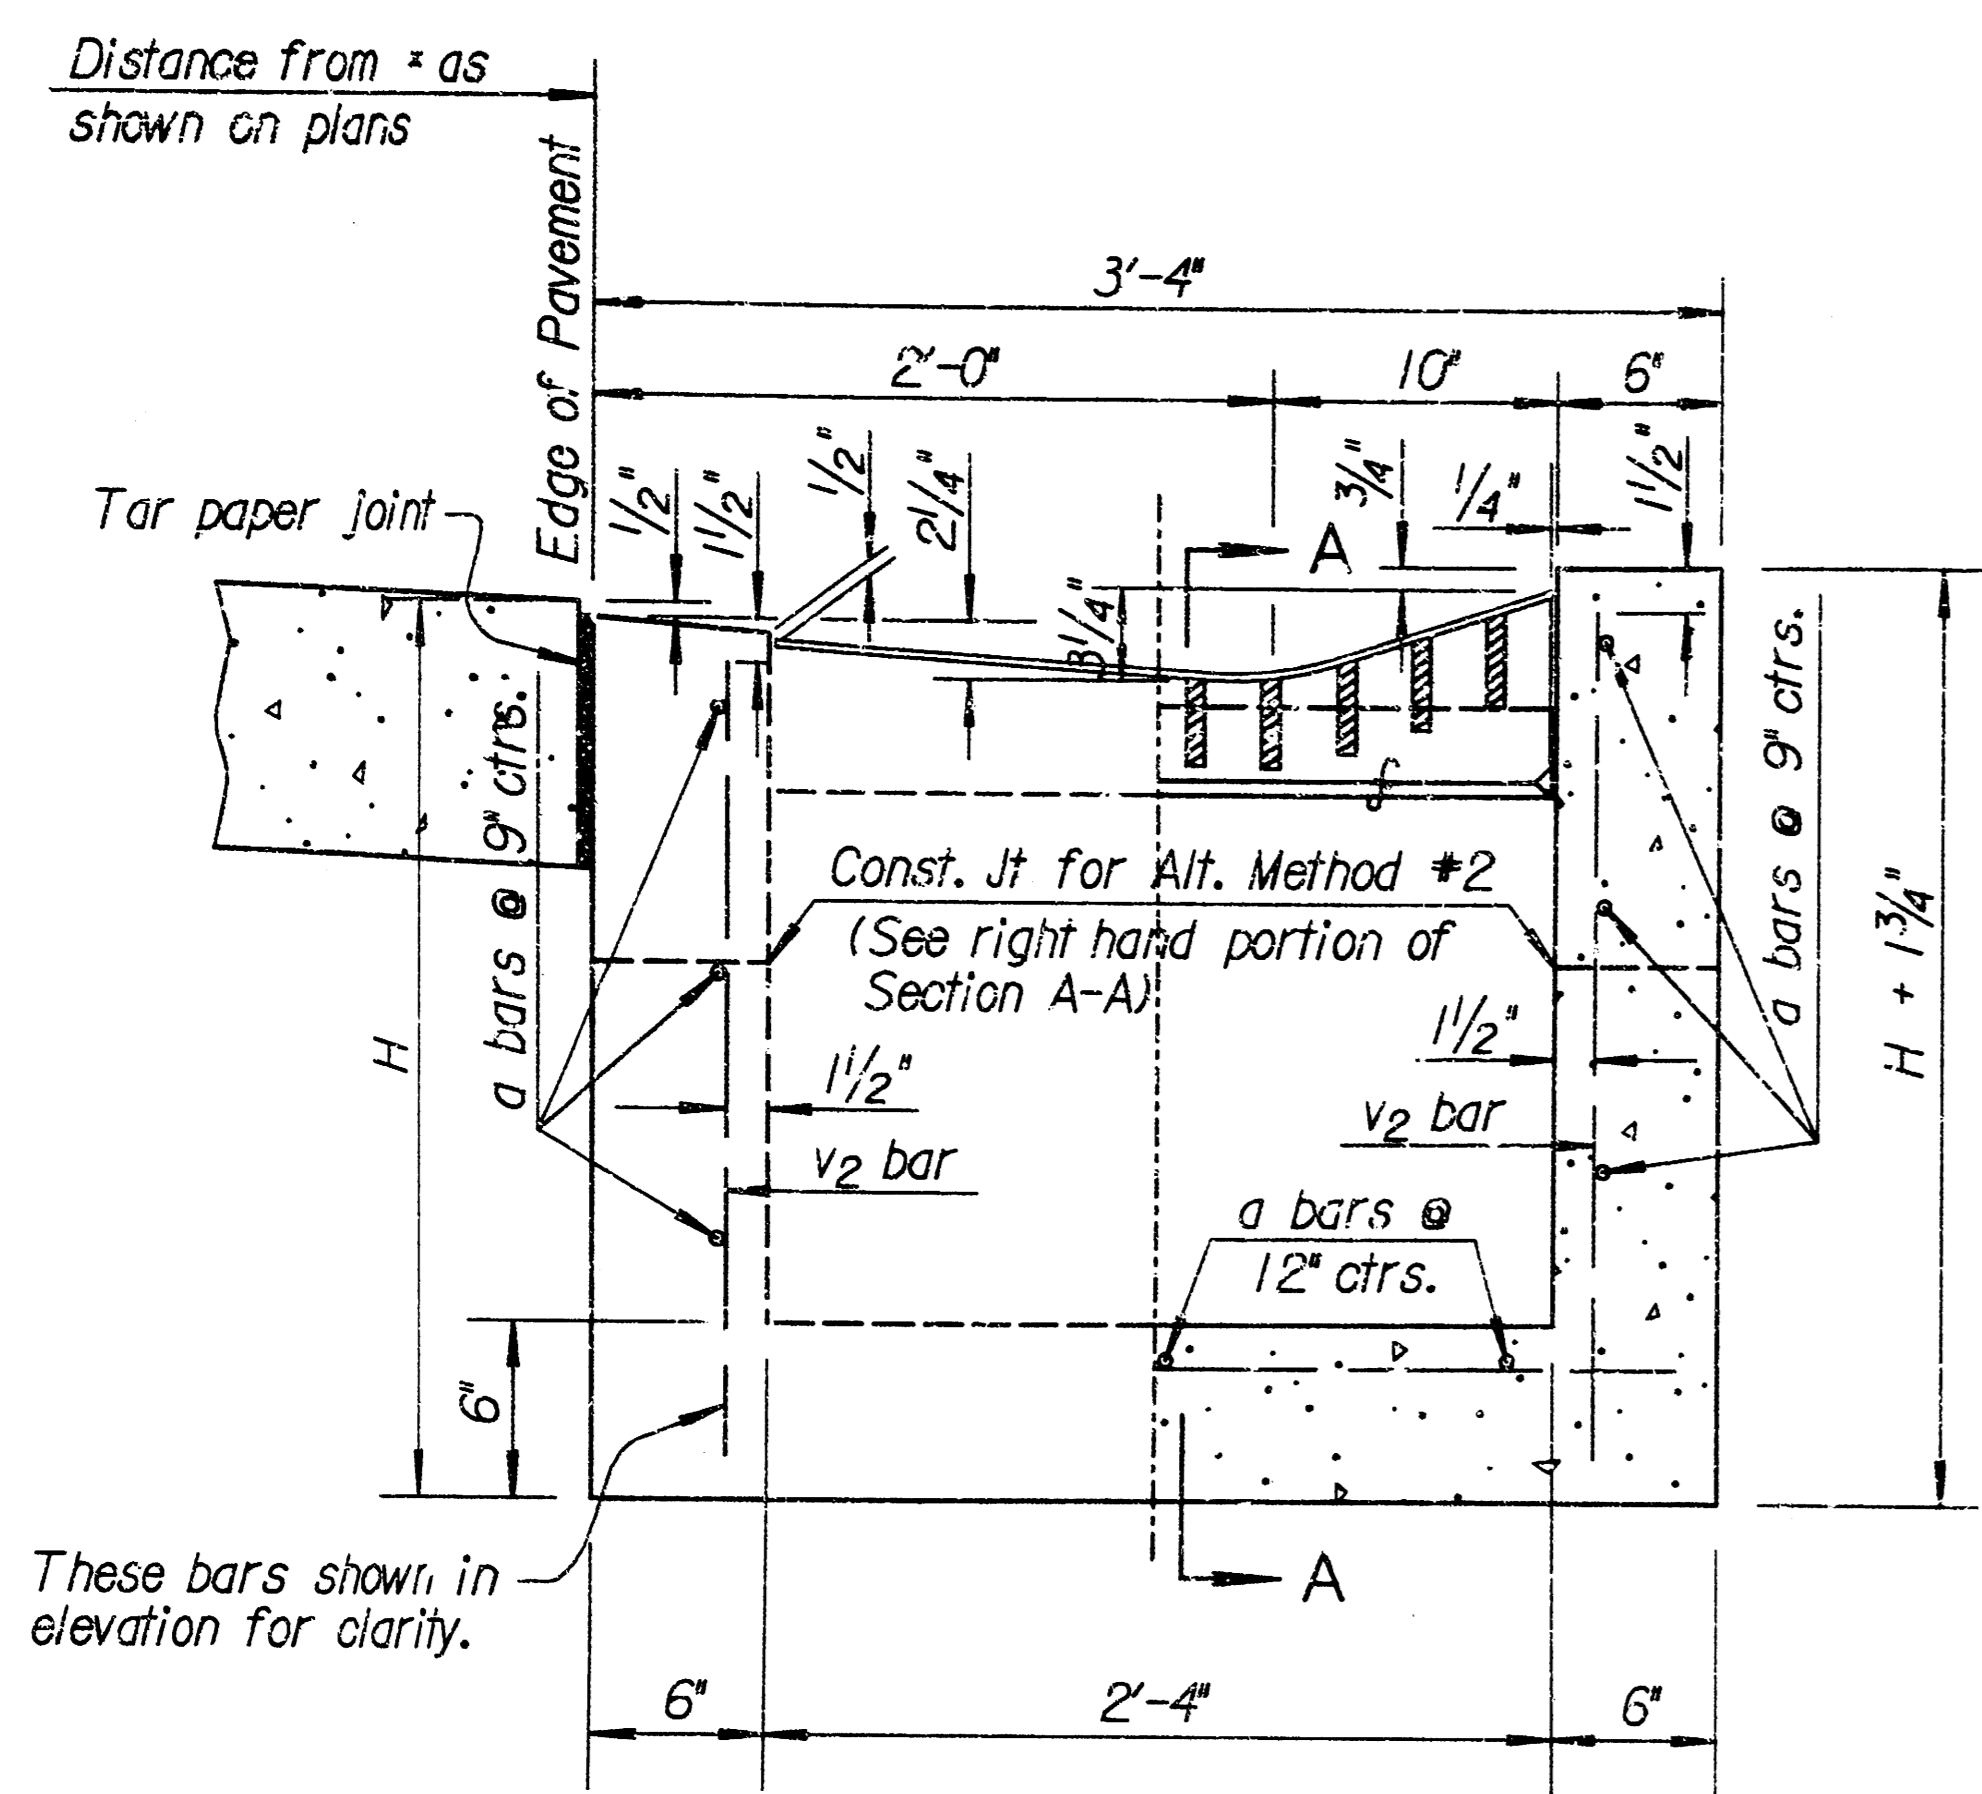 Distance from * as
shown on plans
Edge of Pavement
3'-4"
2'-0"
10"
6"
Tar paper joint
1/2"
1 1/2"
1/2"
2 1/4"
3/4"
1/4"
1 1/2"
A
3 1/4"
a bars @ 9" ctrs.
a bars @ 9" ctrs.
Const. Jt for Alt. Method #2
(See right hand portion of
Section A-A)
H
H + 1 3/4"
1 1/2"
1 1/2"
v2 bar
v2 bar
a bars @
12" ctrs.
6"
These bars shown in
elevation for clarity.
A
6"
2'-4"
6"